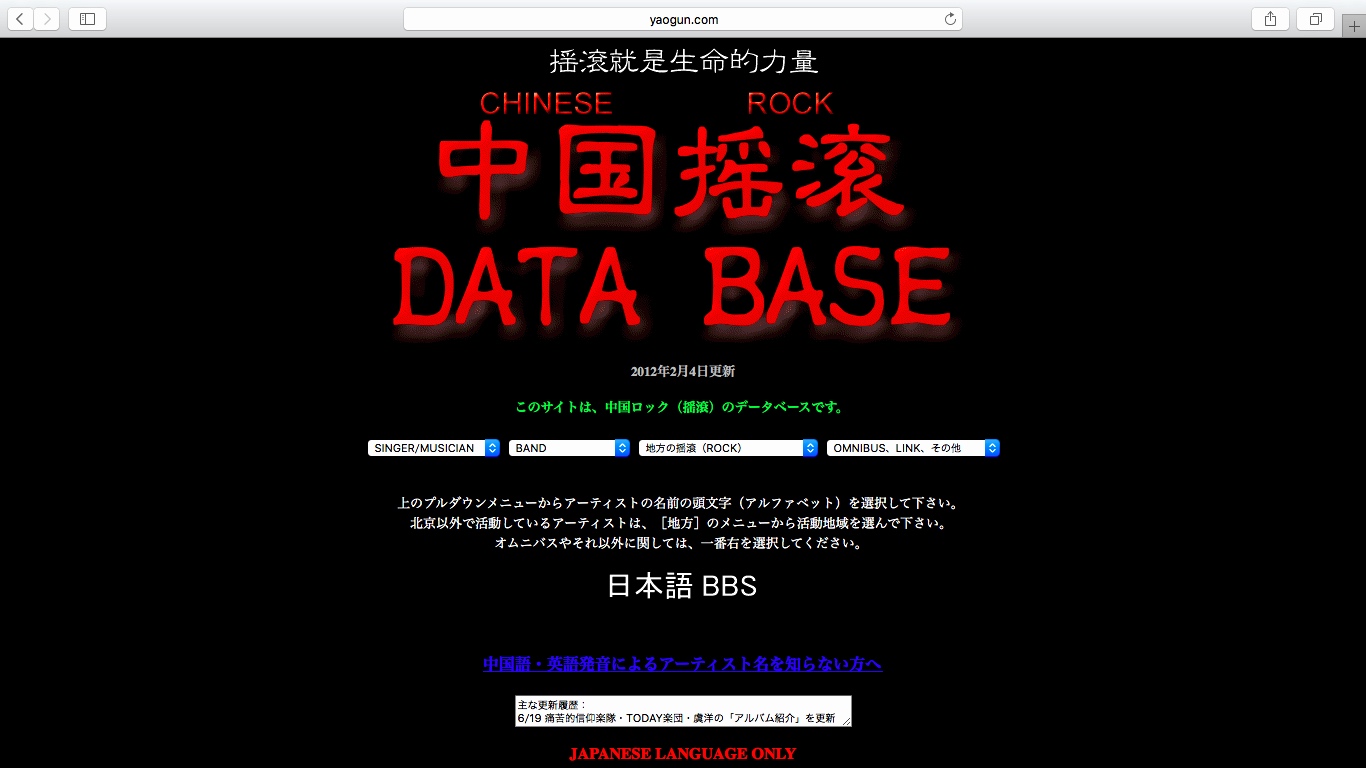 yaogun.com
摇滚就是生命的力量
CHINESE ROCK
中国摇滚
DATA BASE
2012年2月4日更新
このサイトは、中国ロック（揺滾）のデータベースです。
SINGER/MUSICIAN BAND 地方の揺滾（ROCK） OMNIBUS、LINK、その他
上のプルダウンメニューからアーティストの名前の頭文字（アルファベット）を選択して下さい。
北京以外で活動しているアーティストは、［地方］のメニューから活動地域を選んで下さい。
オムニバスやそれ以外に関しては、一番右を選択してください。
日本語 BBS
中国語・英語発音によるアーティスト名を知らない方へ
主な更新履歴：
6/19 痛苦的信仰楽隊・TODAY楽団・虞洋の「アルバム紹介」を更新
JAPANESE LANGUAGE ONLY